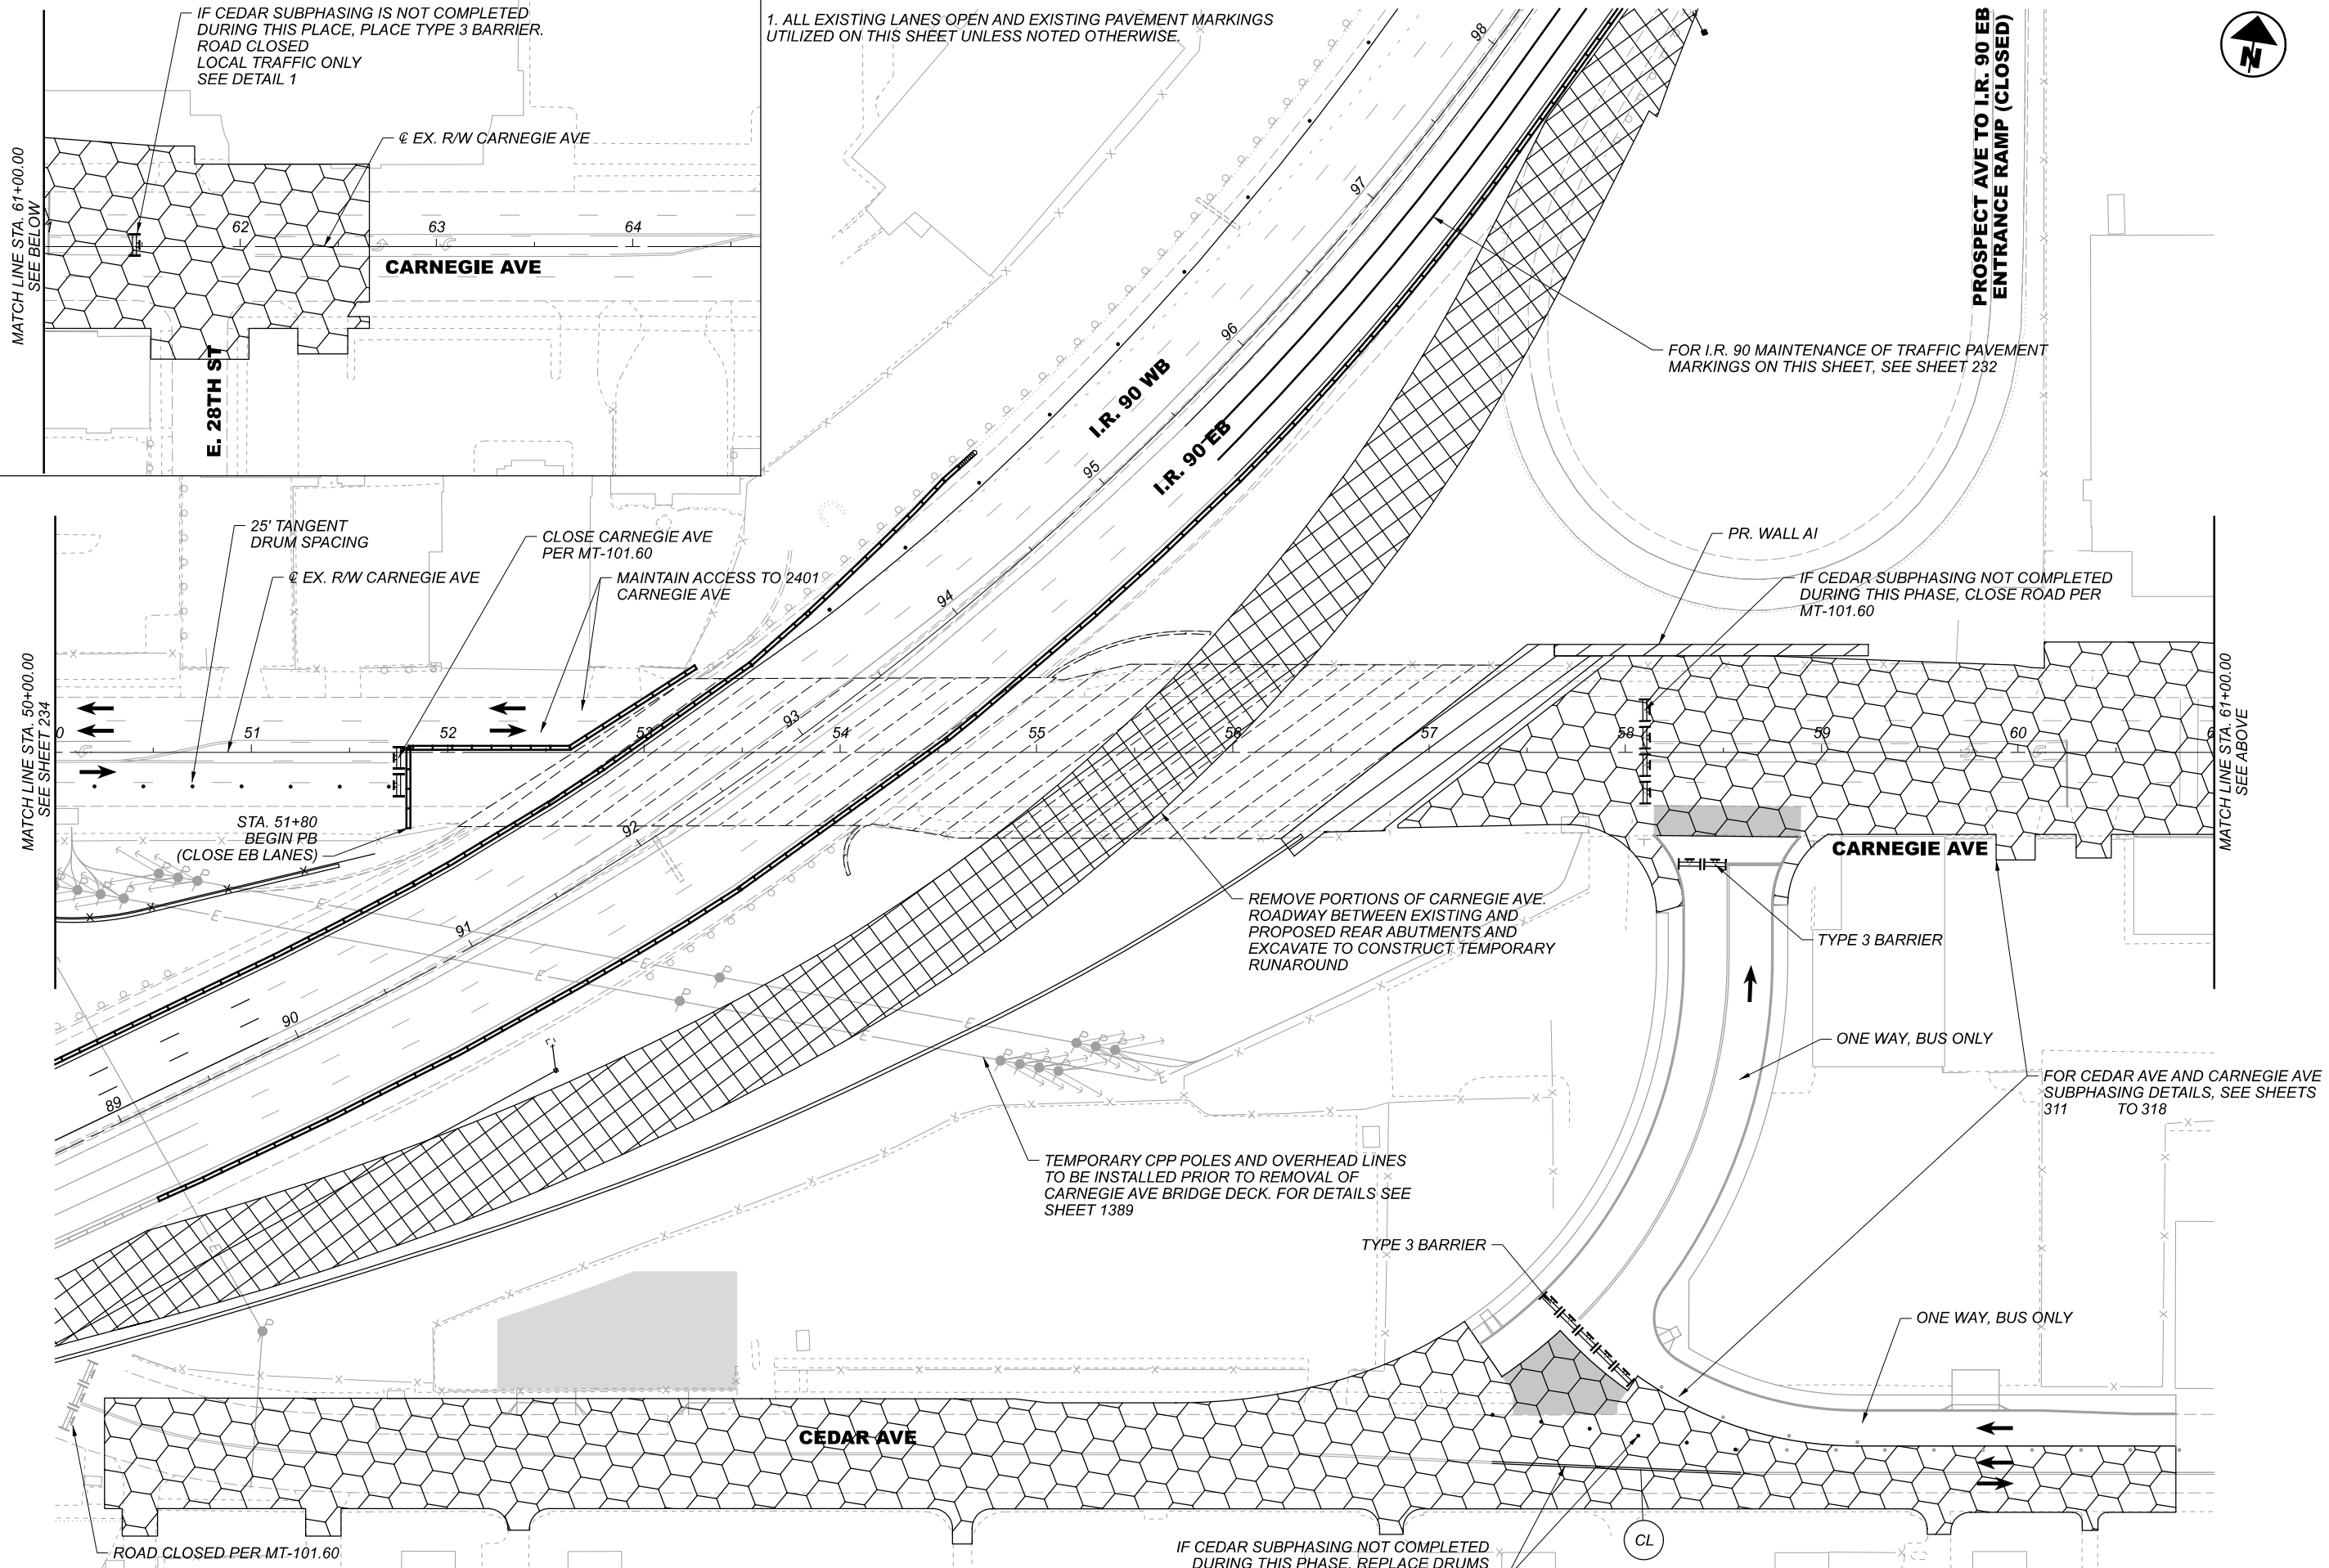 IF CEDAR SUBPHASING IS NOT COMPLETED
DURING THIS PLACE, PLACE TYPE 3 BARRIER.
ROAD CLOSED
LOCAL TRAFFIC ONLY
SEE DETAIL 1
℄ EX. R/W CARNEGIE AVE
MATCH LINE STA. 61+00.00
SEE BELOW
62
63
64
CARNEGIE AVE
E. 28TH ST
1. ALL EXISTING LANES OPEN AND EXISTING PAVEMENT MARKINGS
UTILIZED ON THIS SHEET UNLESS NOTED OTHERWISE.
98
97
96
95
94
93
92
91
90
89
I.R. 90 WB
I.R. 90 EB
PROSPECT AVE TO I.R. 90 EB
ENTRANCE RAMP (CLOSED)
N
FOR I.R. 90 MAINTENANCE OF TRAFFIC PAVEMENT
MARKINGS ON THIS SHEET, SEE SHEET 232
25' TANGENT
DRUM SPACING
℄ EX. R/W CARNEGIE AVE
CLOSE CARNEGIE AVE
PER MT-101.60
MAINTAIN ACCESS TO 2401
CARNEGIE AVE
PR. WALL AI
IF CEDAR SUBPHASING NOT COMPLETED
DURING THIS PHASE, CLOSE ROAD PER
MT-101.60
MATCH LINE STA. 50+00.00
SEE SHEET 234
0
51
52
53
54
55
56
57
58
59
60
6
MATCH LINE STA. 61+00.00
SEE ABOVE
STA. 51+80
BEGIN PB
(CLOSE EB LANES)
CARNEGIE AVE
REMOVE PORTIONS OF CARNEGIE AVE.
ROADWAY BETWEEN EXISTING AND
PROPOSED REAR ABUTMENTS AND
EXCAVATE TO CONSTRUCT TEMPORARY
RUNAROUND
TYPE 3 BARRIER
ONE WAY, BUS ONLY
FOR CEDAR AVE AND CARNEGIE AVE
SUBPHASING DETAILS, SEE SHEETS
311 TO 318
TEMPORARY CPP POLES AND OVERHEAD LINES
TO BE INSTALLED PRIOR TO REMOVAL OF
CARNEGIE AVE BRIDGE DECK. FOR DETAILS SEE
SHEET 1389
TYPE 3 BARRIER
ONE WAY, BUS ONLY
CEDAR AVE
ROAD CLOSED PER MT-101.60
IF CEDAR SUBPHASING NOT COMPLETED
DURING THIS PHASE, REPLACE DRUMS
CL